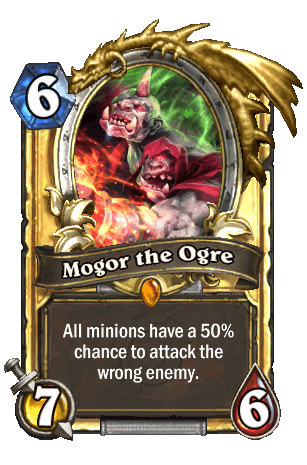 6
Mogor the Ogre
All minions have a 50%
chance to attack the
wrong enemy.
7
6